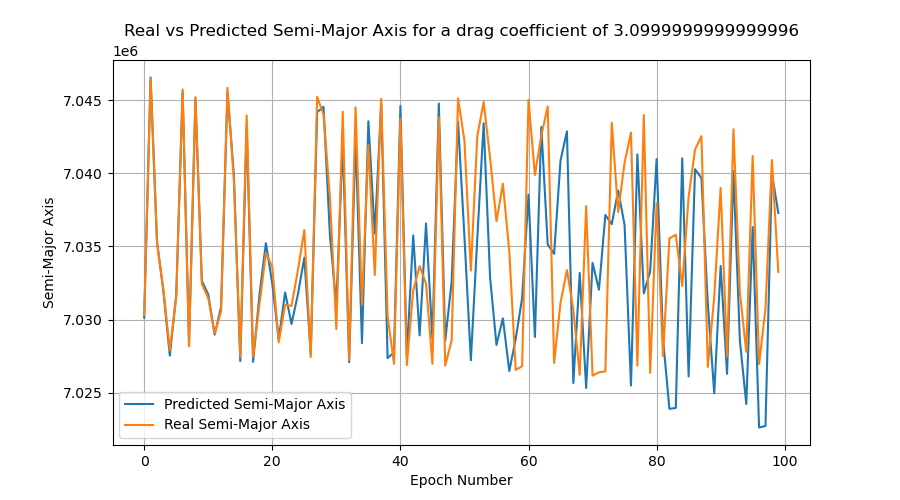 Real vs Predicted Semi-Major Axis for a drag coefficient of 3.0999999999999996
1e6
7.045
7.040
7.035
7.030
7.025
Semi-Major Axis
Predicted Semi-Major Axis
Real Semi-Major Axis
0 20 40 60 80 100
Epoch Number